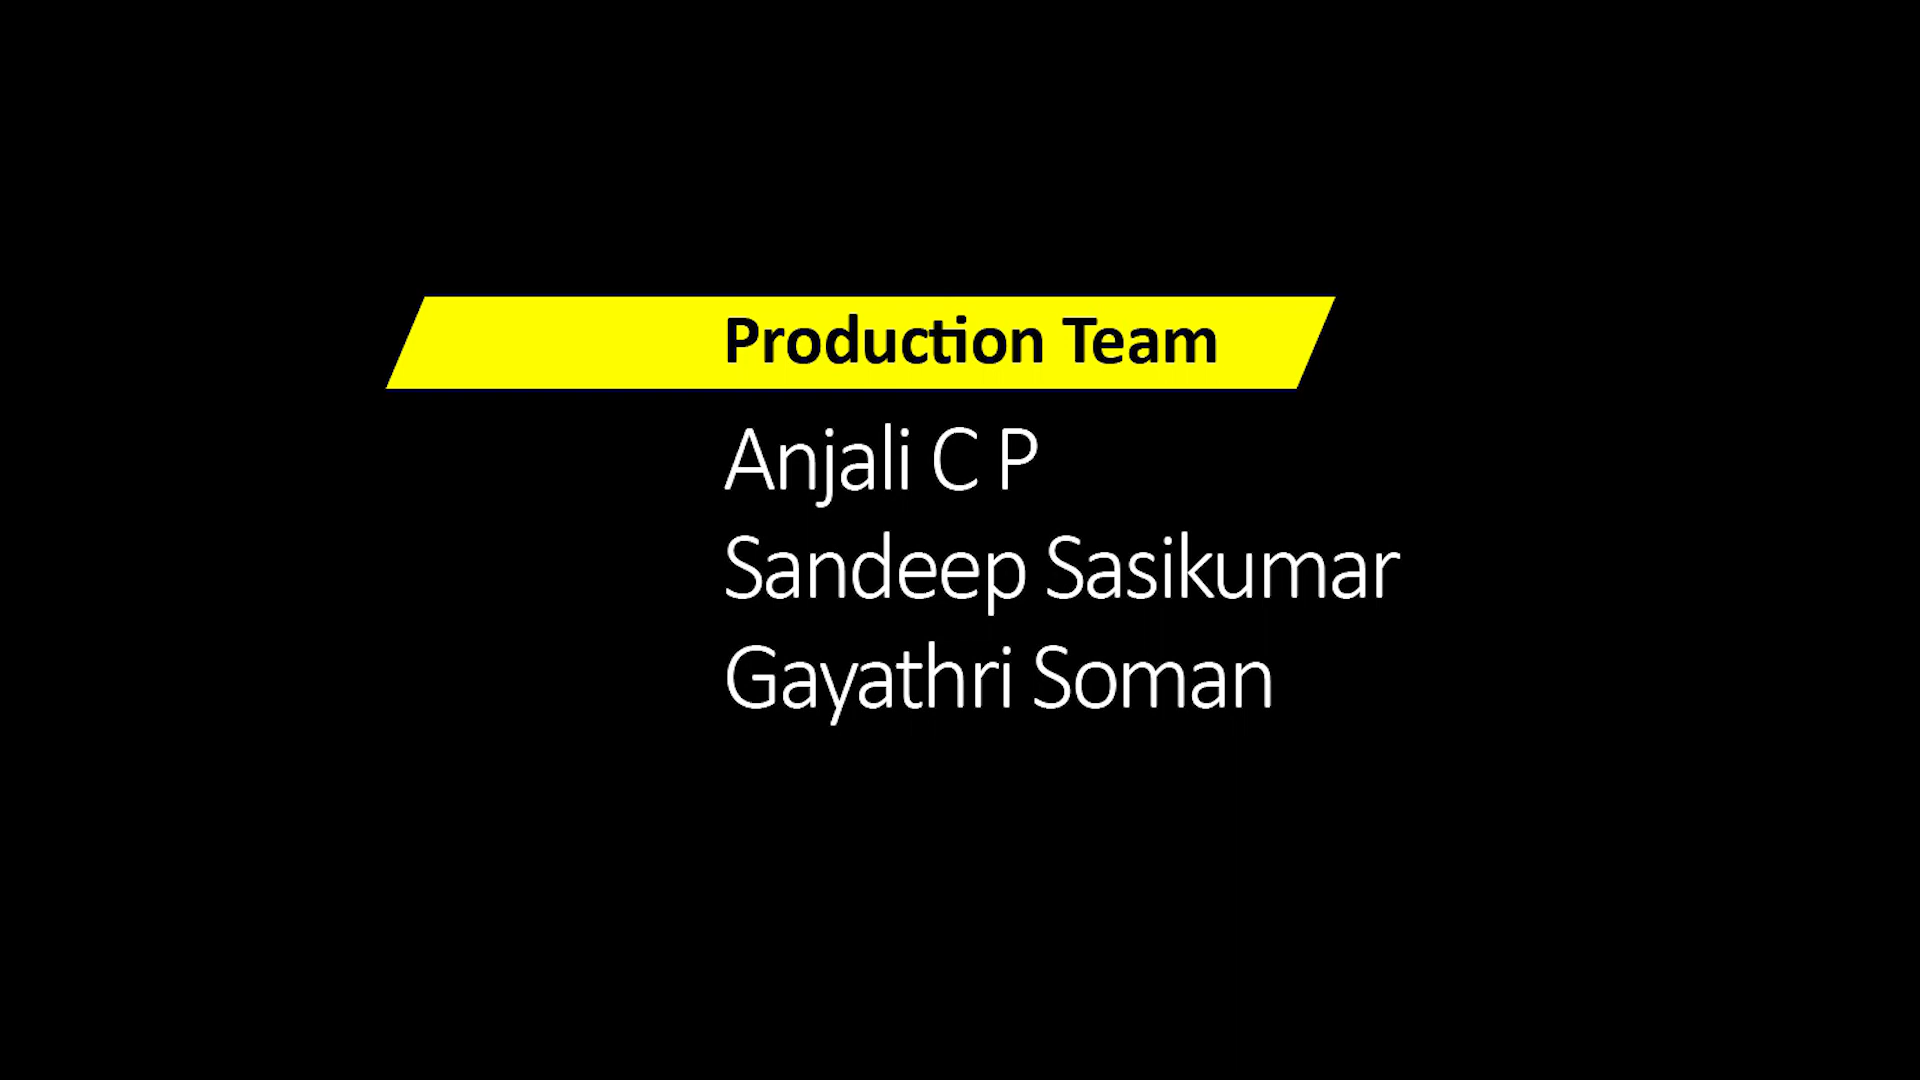 Production Team
Anjali C P
Sandeep Sasikumar
Gayathri Soman